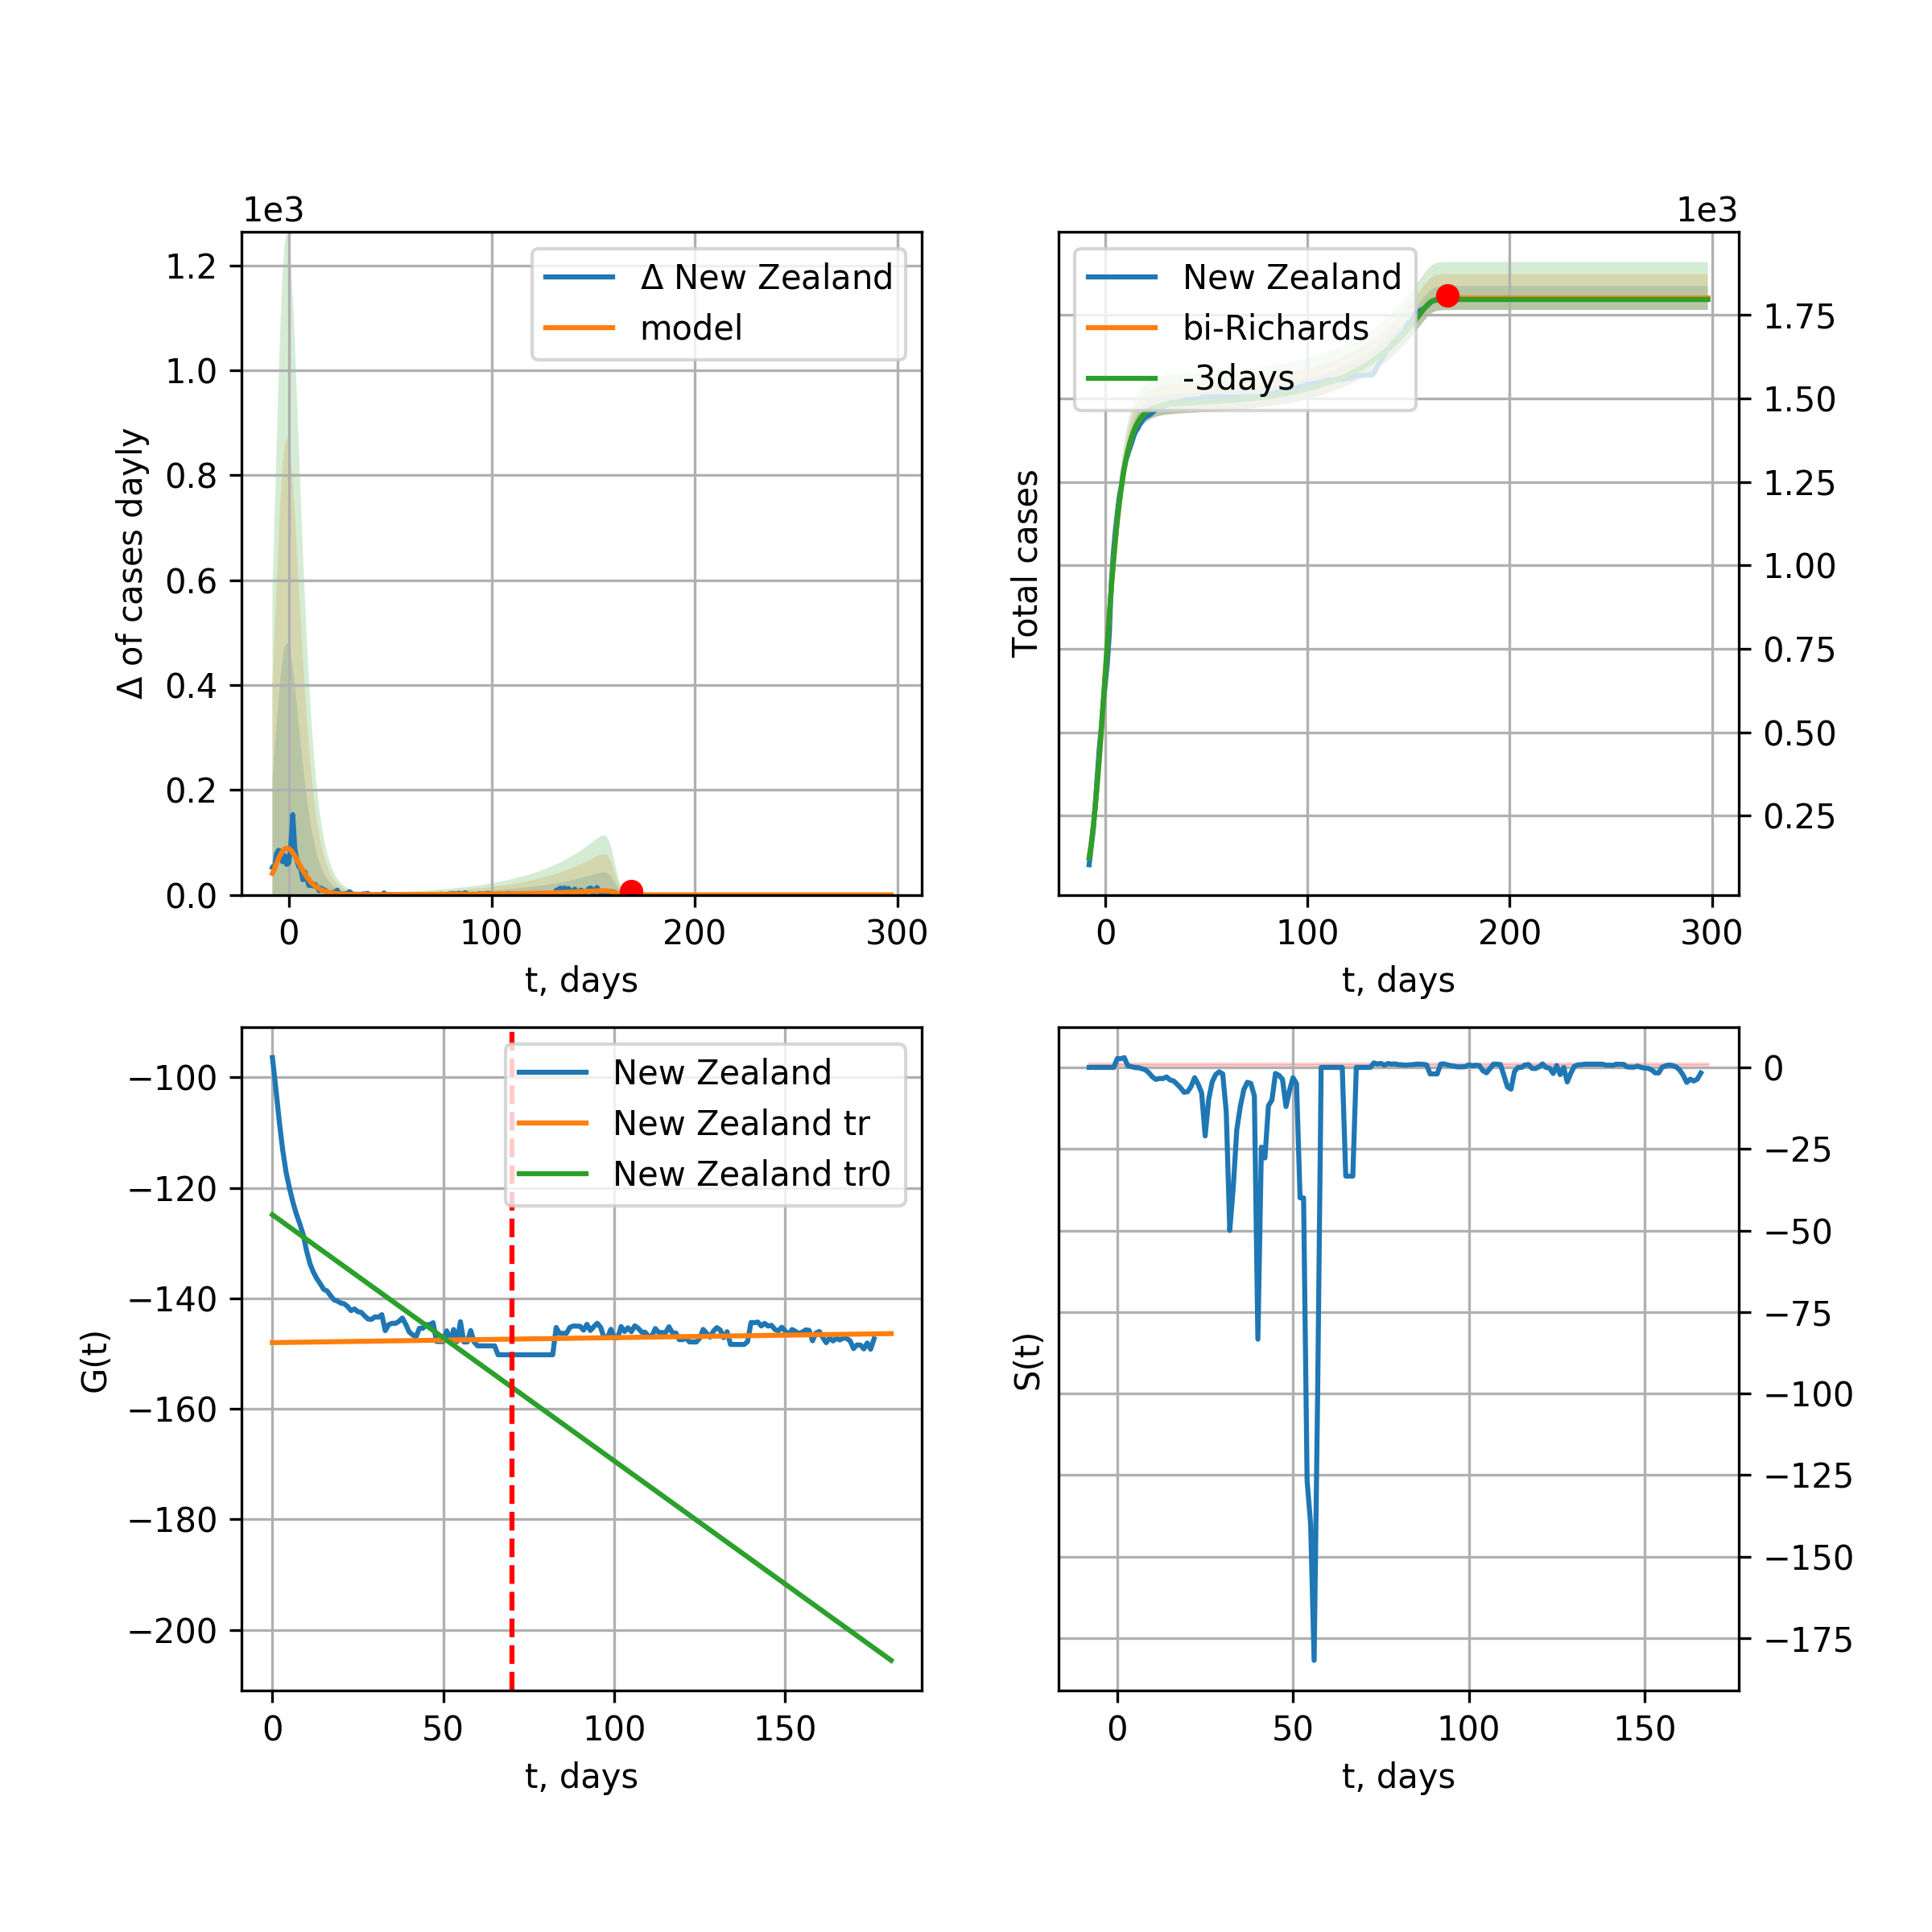 1e3
Δ New Zealand
model
1.2
1.0
0.8
0.6
0.4
0.2
0.0
Δ of cases dayly
0 100 200 300
t, days
1e3
New Zealand
bi-Richards
-3days
1.75
1.50
1.25
1.00
0.75
0.50
0.25
Total cases
0 100 200 300
t, days
New Zealand
New Zealand tr
New Zealand tr0
−100
−120
−140
−160
−180
−200
G(t)
0 50 100 150
t, days
0
−25
−50
−75
−100
−125
−150
−175
S(t)
0 50 100 150
t, days